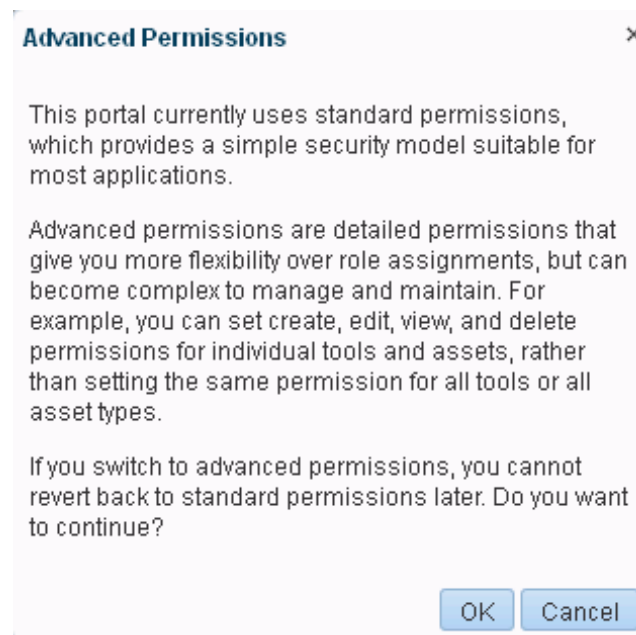 Advanced Permissions
This portal currently uses standard permissions,
which provides a simple security model suitable for
most applications.
Advanced permissions are detailed permissions that
give you more flexibility over role assignments, but can
become complex to manage and maintain. For
example, you can set create, edit, view, and delete
permissions for individual tools and assets, rather
than setting the same permission for all tools or all
asset types.
If you switch to advanced permissions, you cannot
revert back to standard permissions later. Do you want
to continue?
OK Cancel